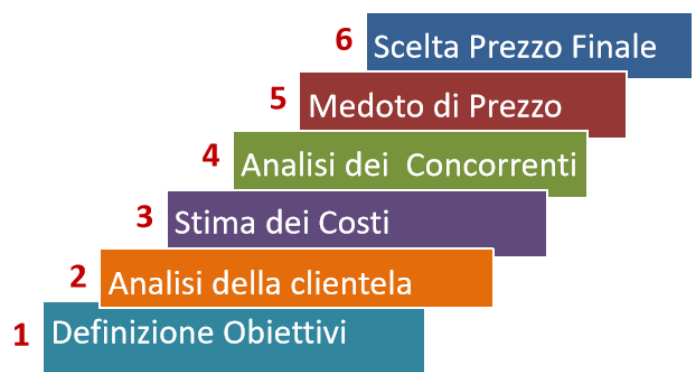 6 Scelta Prezzo Finale
5 Medoto di Prezzo
4 Analisi dei Concorrenti
3 Stima dei Costi
2 Analisi della clientela
1 Definizione Obiettivi